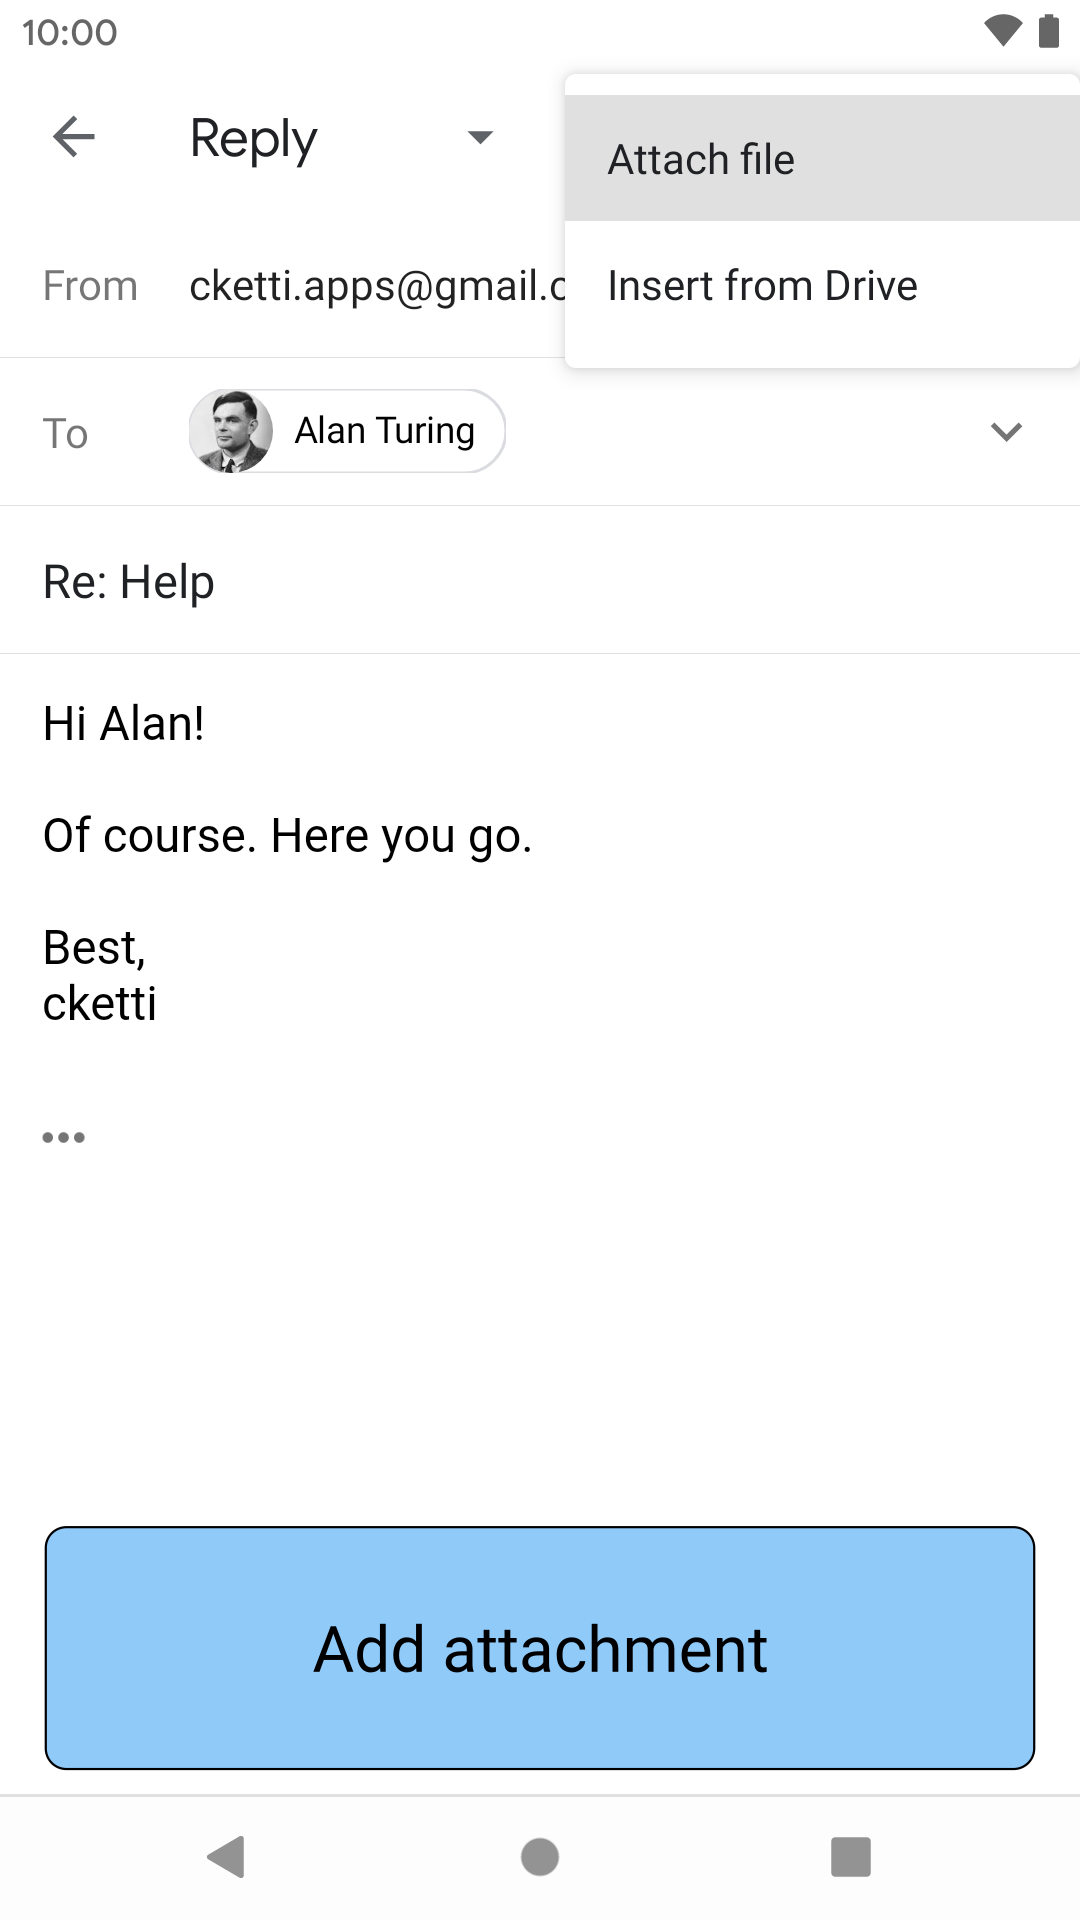 10:00
Reply
Attach file
From cketti.apps@gmail.c
Insert from Drive
To Alan Turing
Re: Help
Hi Alan!
Of course. Here you go.
Best,
cketti
•••
Add attachment